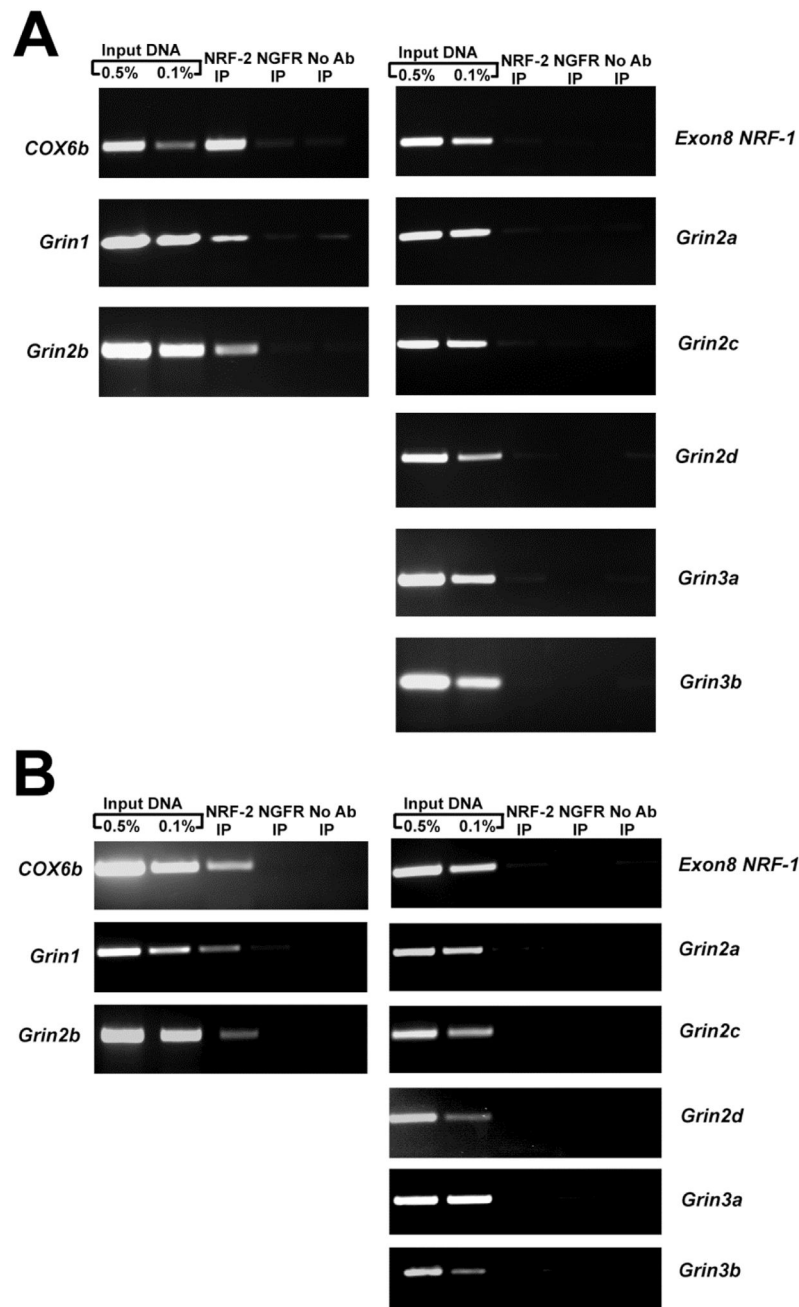 A
Input DNA NRF-2 NGFR No Ab
0.5% 0.1% IP IP IP
COX6b
Grin1
Grin2b
Input DNA NRF-2 NGFR No Ab
0.5% 0.1% IP IP IP
Exon8 NRF-1
Grin2a
Grin2c
Grin2d
Grin3a
Grin3b
B
Input DNA NRF-2 NGFR No Ab
0.5% 0.1% IP IP IP
COX6b
Grin1
Grin2b
Input DNA NRF-2 NGFR No Ab
0.5% 0.1% IP IP IP
Exon8 NRF-1
Grin2a
Grin2c
Grin2d
Grin3a
Grin3b